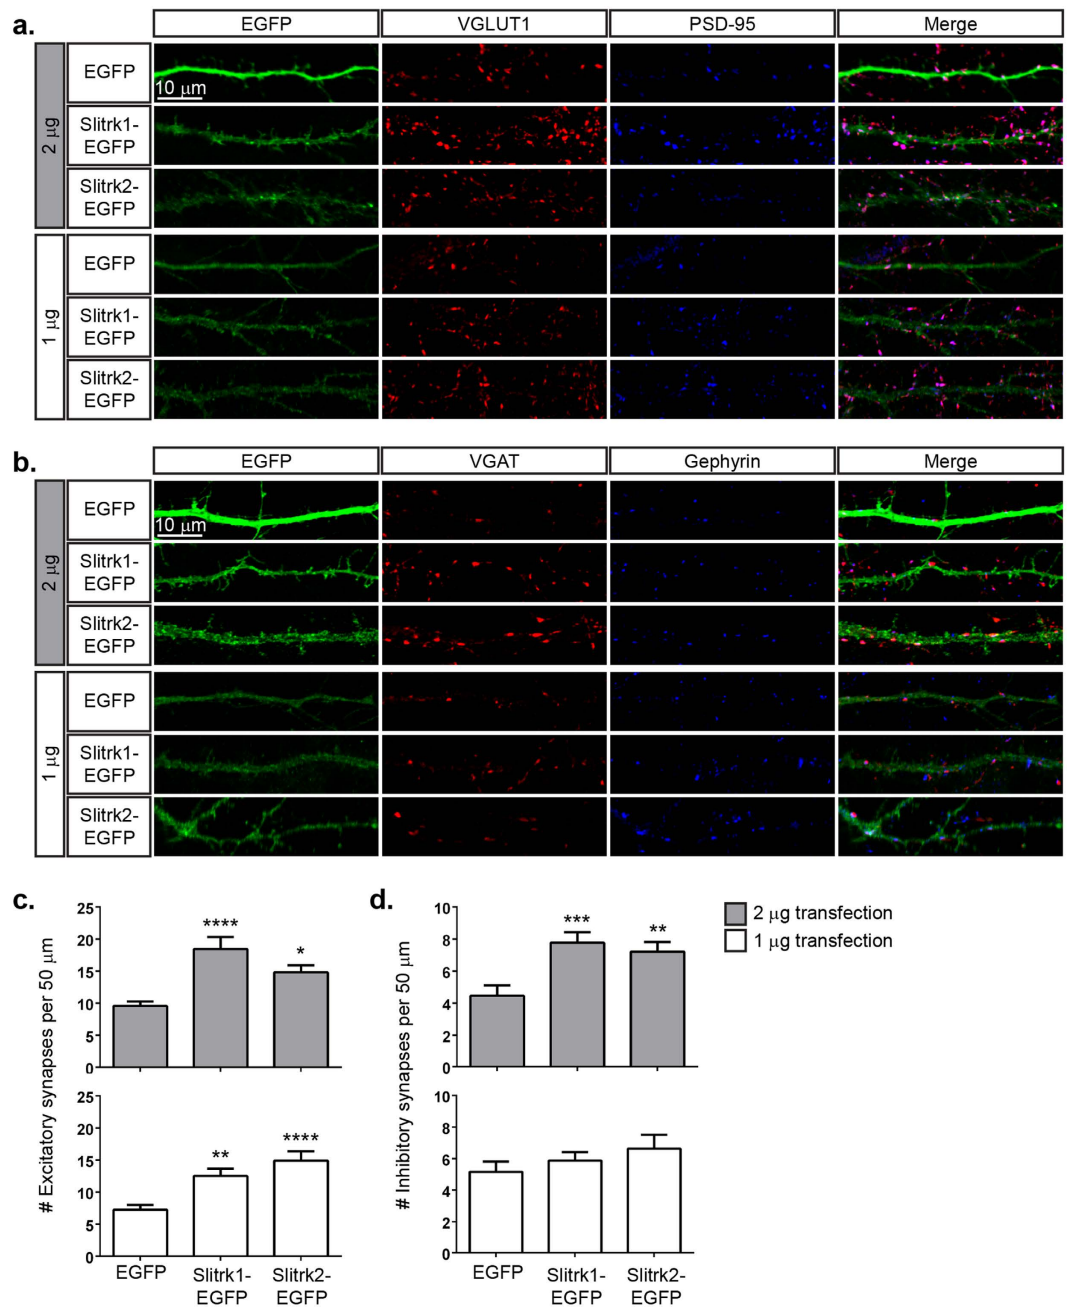 a.
EGFP VGLUT1 PSD-95 Merge
2 μg
EGFP
10 μm
Slitrk1-
EGFP
Slitrk2-
EGFP
1 μg
EGFP
Slitrk1-
EGFP
Slitrk2-
EGFP
b.
EGFP VGAT Gephyrin Merge
2 μg
EGFP
10 μm
Slitrk1-
EGFP
Slitrk2-
EGFP
1 μg
EGFP
Slitrk1-
EGFP
Slitrk2-
EGFP
c.
# Excitatory synapses per 50 μm
25
20
15
10
5
0
****
*
25
20
15
10
5
0
**
****
EGFP
Slitrk1-
EGFP
Slitrk2-
EGFP
d.
# Inhibitory synapses per 50 μm
10
8
6
4
2
0
***
**
10
8
6
4
2
0
EGFP
Slitrk1-
EGFP
Slitrk2-
EGFP
2 μg transfection
1 μg transfection